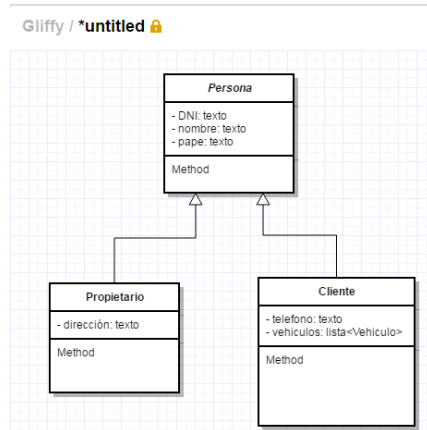 Gliffy / *untitled
Persona
- DNI: texto
- nombre: texto
- pape: texto
Method
Propietario
- dirección: texto
Method
Cliente
- telefono: texto
- vehiculos: lista<Vehiculo>
Method